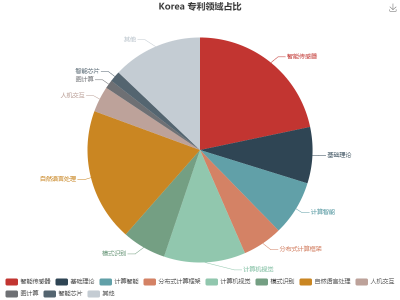 Korea 专利领域占比
其他
智能传感器
智能芯片
图计算
人机交互
基础理论
自然语言处理
计算智能
模式识别
分布式计算框架
计算机视觉
智能传感器 基础理论 计算智能 分布式计算框架 计算机视觉 模式识别 自然语言处理 人机交互
图计算 智能芯片 其他